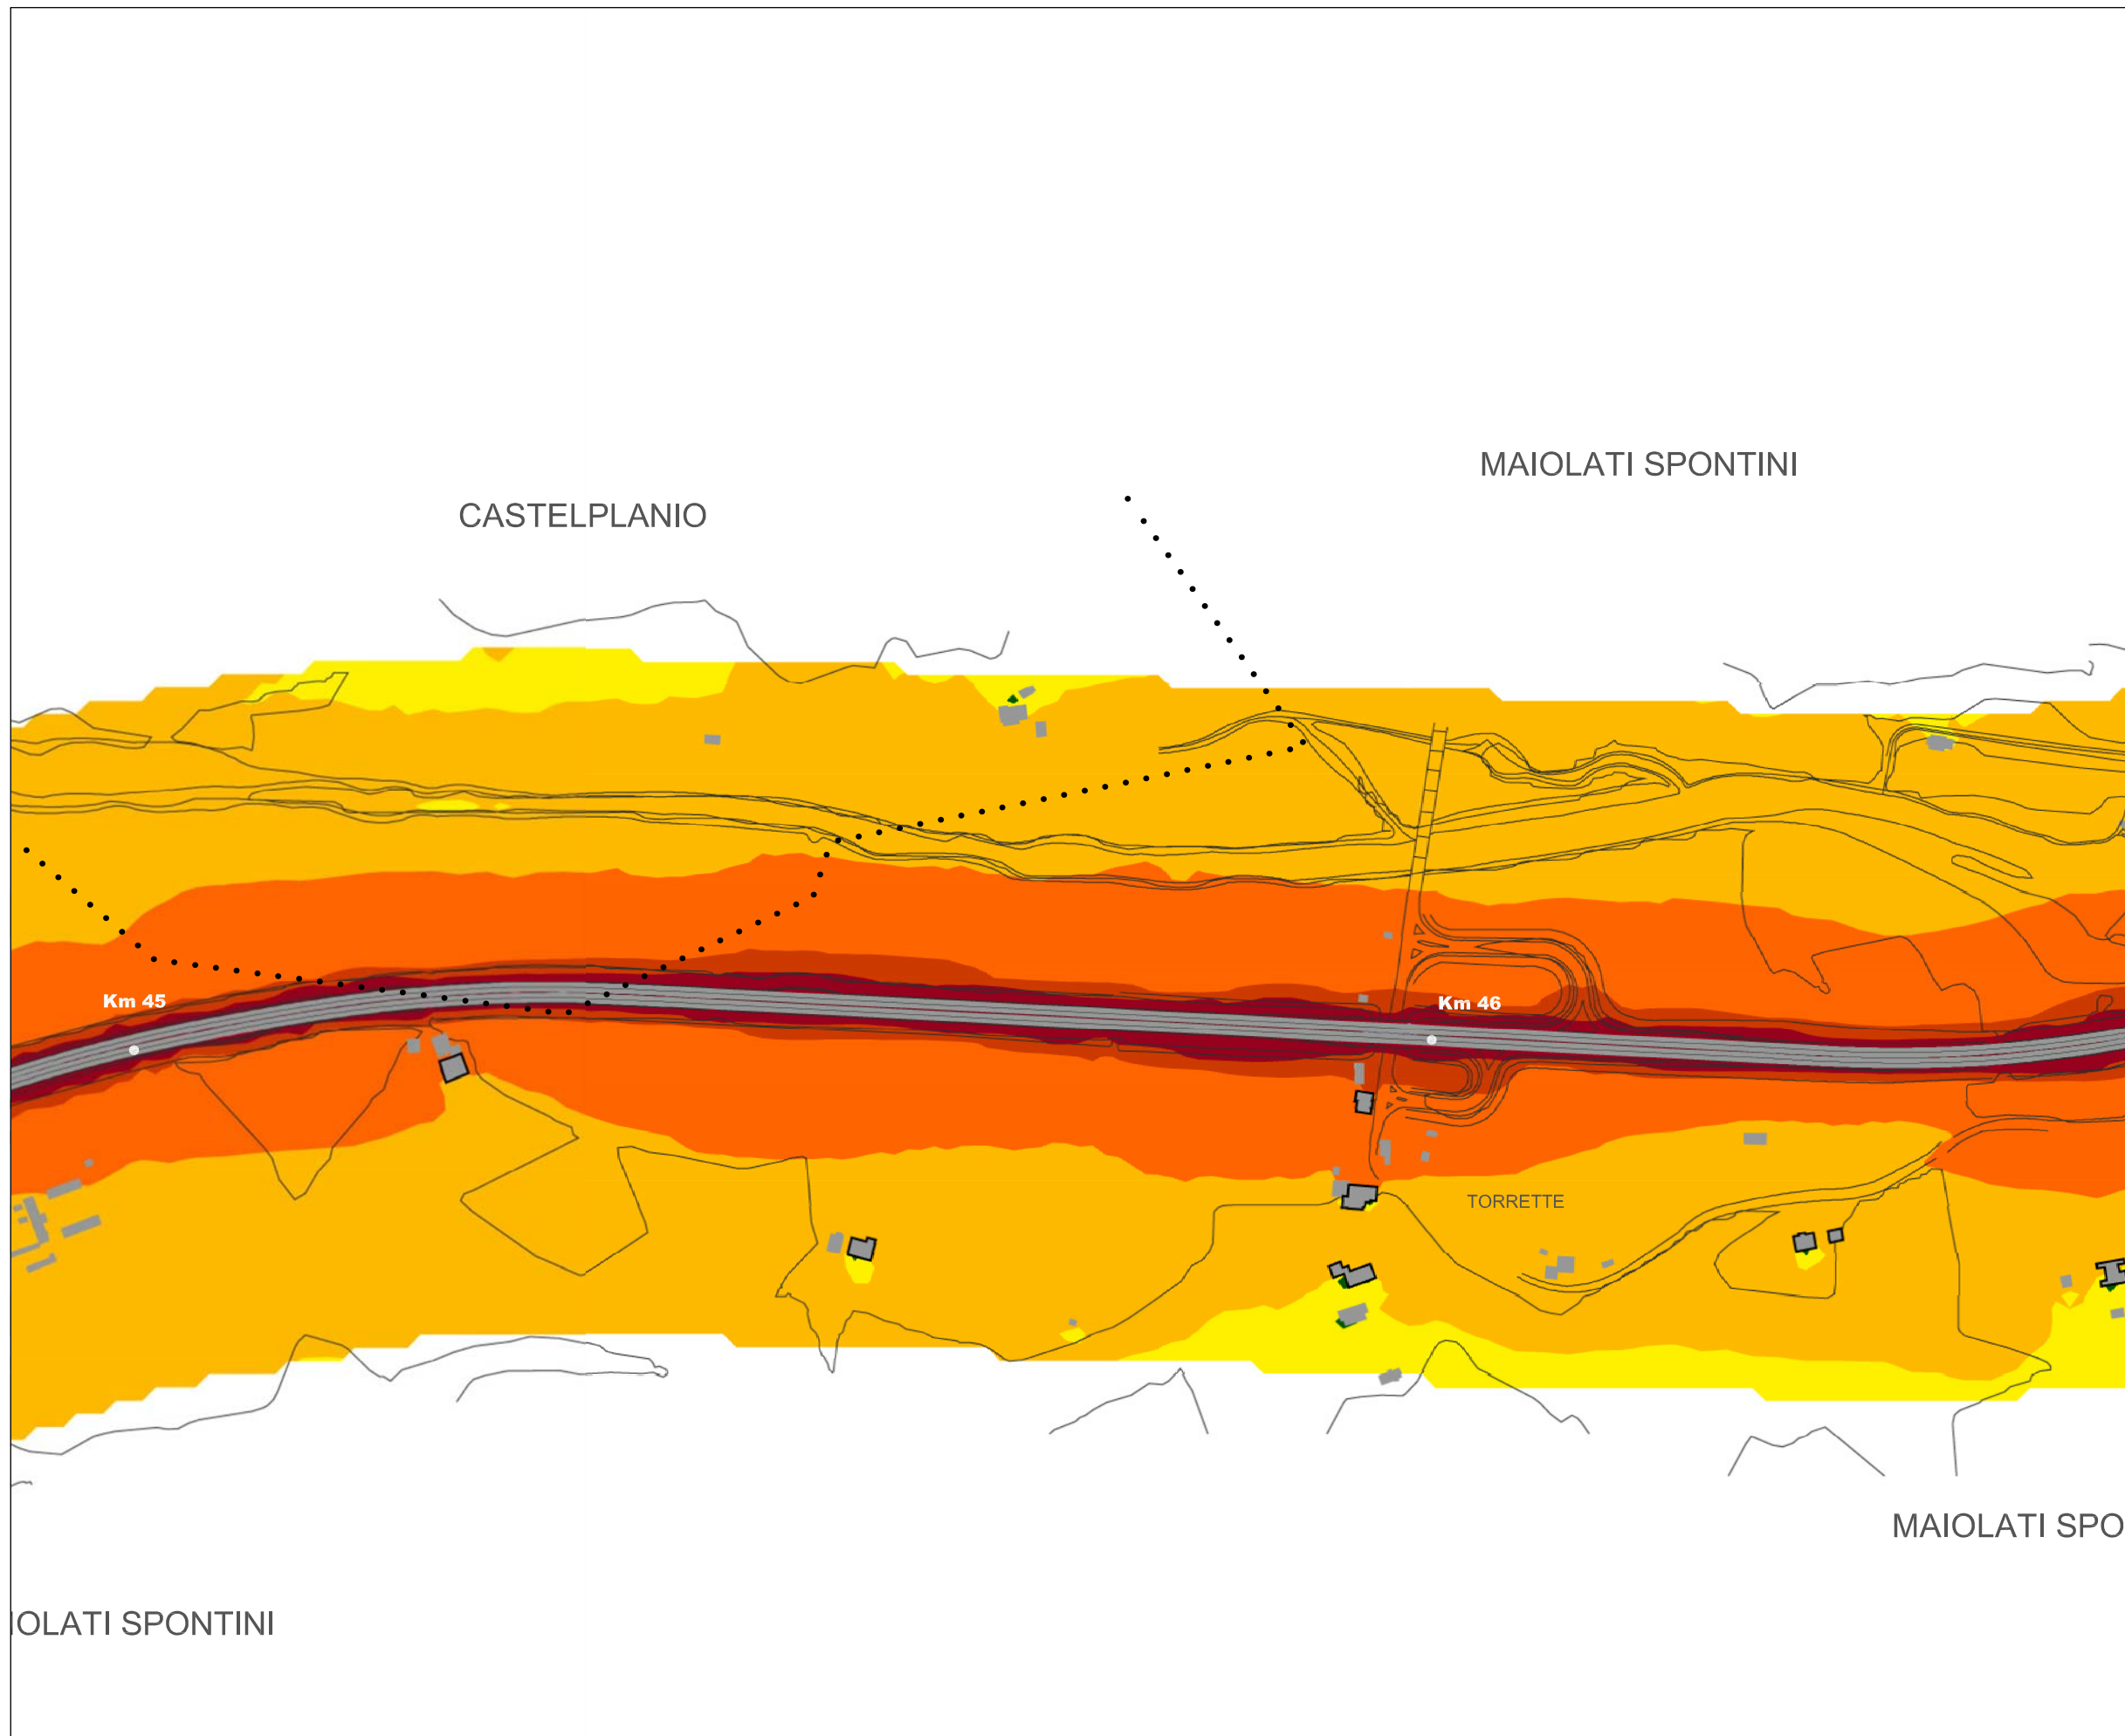 MAIOLATI SPONTINI
CASTELPLANIO
Km 45
Km 46
TORRETTE
MAIOLATI SPO
IOLATI SPONTINI